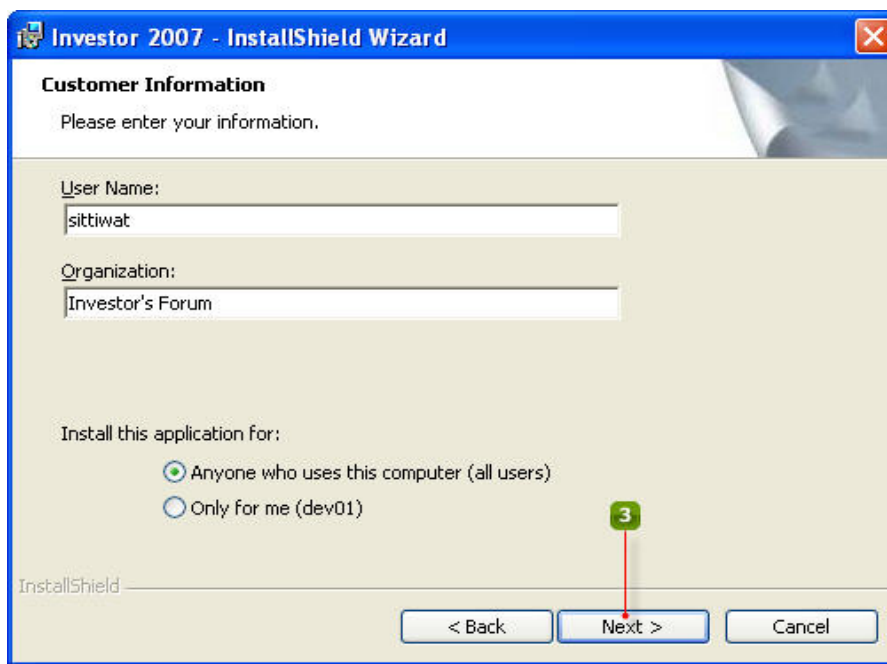 Investor 2007 - InstallShield Wizard
Customer Information
Please enter your information.
User Name:
sittiwat
Organization:
Investor's Forum
Install this application for:
Anyone who uses this computer (all users)
Only for me (dev01)
3
InstallShield
< Back
Next >
Cancel